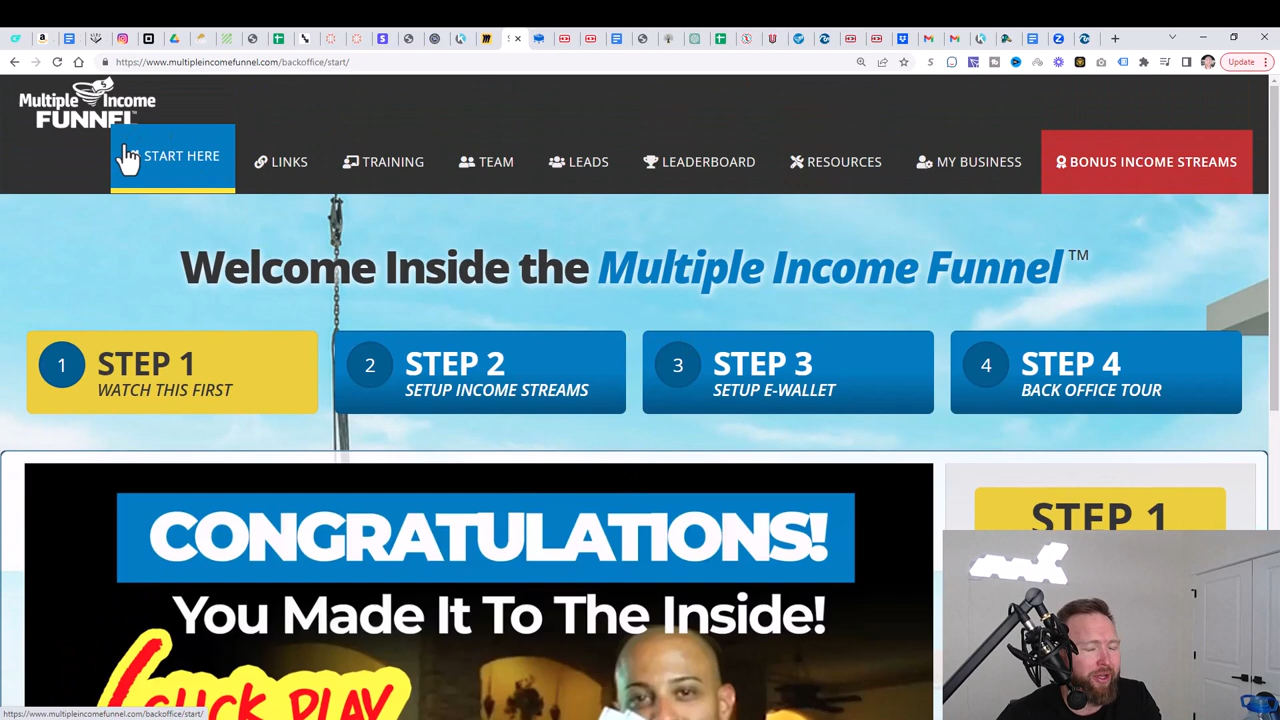 Update
https://www.multipleincomefunnel.com/backoffice/start/
Multiple Income
FUNNEL
START HERE
LINKS
TRAINING
TEAM
LEADS
LEADERBOARD
RESOURCES
MY BUSINESS
BONUS INCOME STREAMS
Welcome Inside the Multiple Income Funnel™
1
STEP 1
WATCH THIS FIRST
2
STEP 2
SETUP INCOME STREAMS
3
STEP 3
SETUP E-WALLET
4
STEP 4
BACK OFFICE TOUR
CONGRATULATIONS!
You Made It To The Inside!
CLICK PLAY
STEP 1
https://www.multipleincomefunnel.com/backoffice/start/